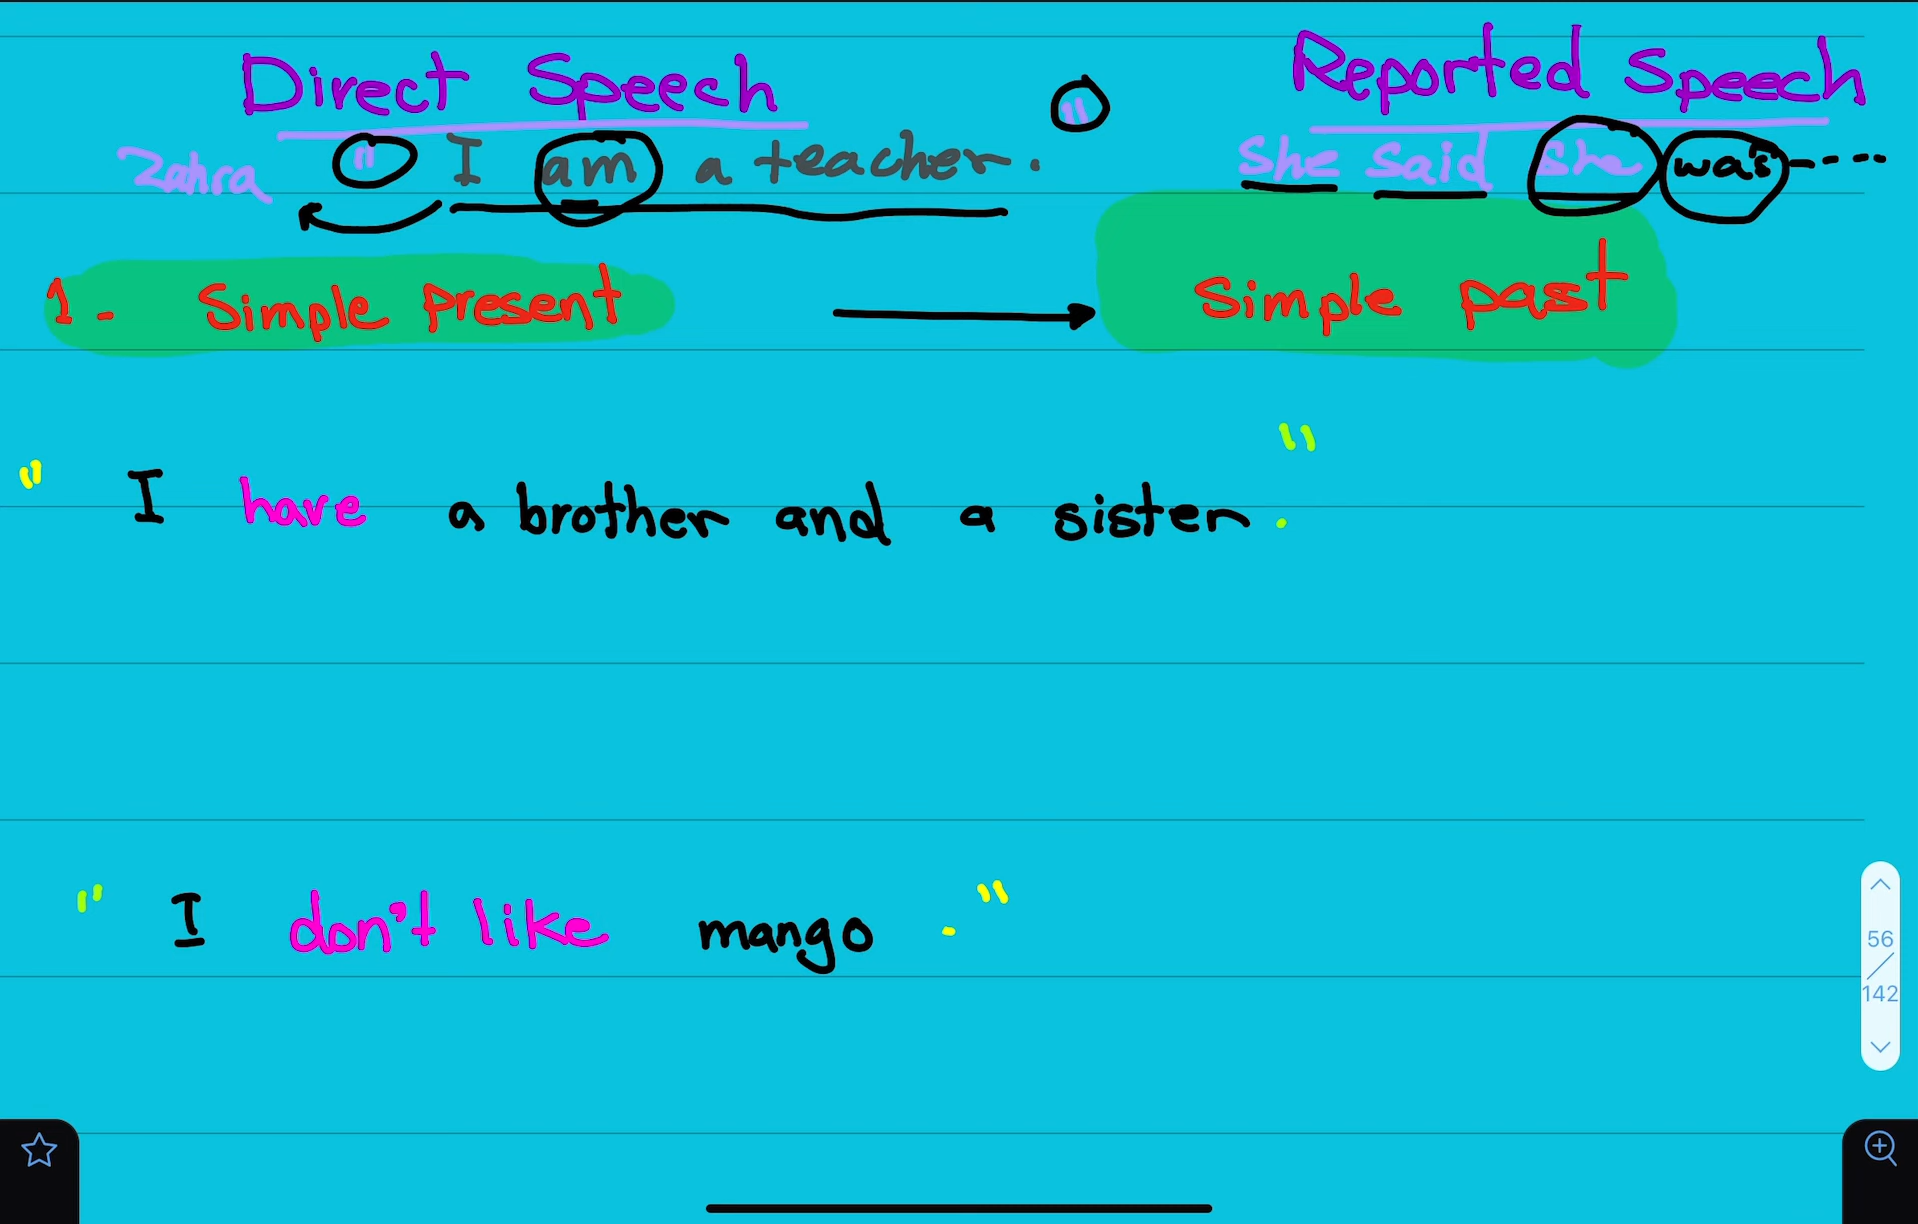 Direct Speech Reported Speech
Zahra " I am a teacher. " She said she was ----
1- Simple present Simple past
" I have a brother and a sister. "
" I don't like mango . "
56
/
142